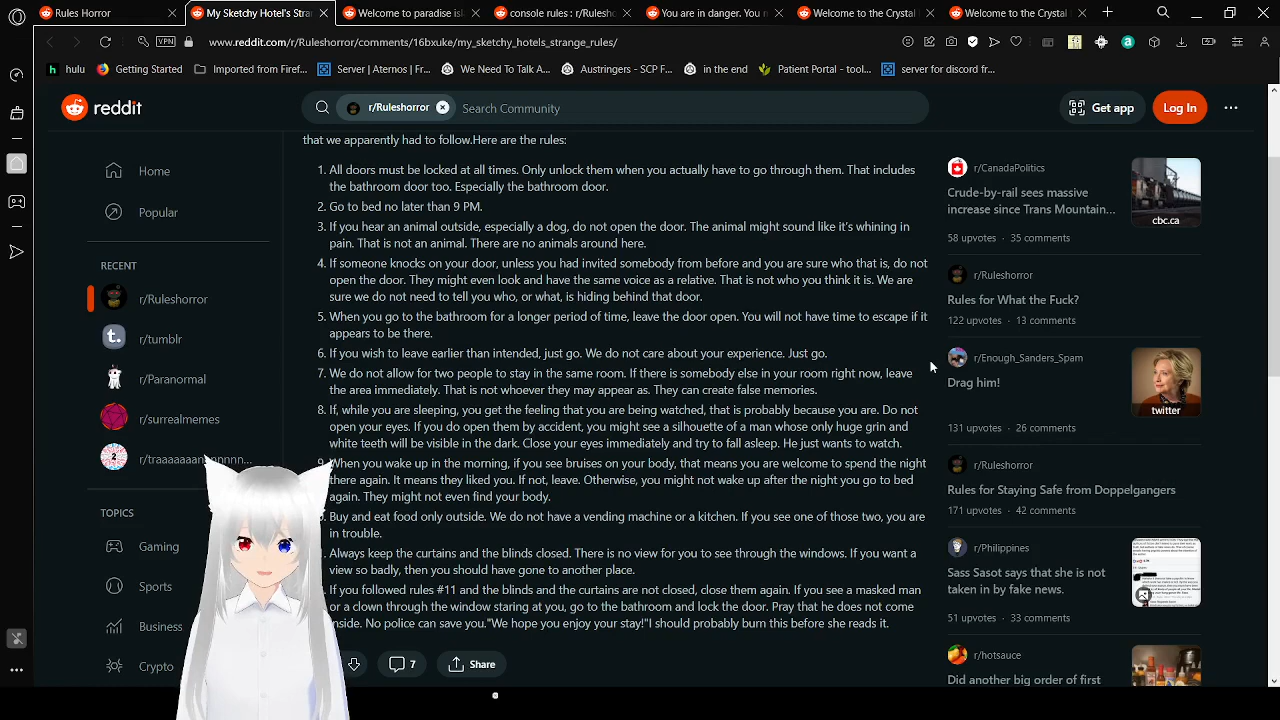 Rules Horror
My Sketchy Hotel's Stran
Welcome to paradise isl
console rules : r/Rulesh
You are in danger. You m
Welcome to the Crystal
Welcome to the Crystal
VPN
www.reddit.com/r/Ruleshorror/comments/16bxuke/my_sketchy_hotels_strange_rules/
hulu
Getting Started
Imported from Firef...
Server | Aternos | Fr...
We Need To Talk A...
Austringers - SCP F...
in the end
Patient Portal - tool...
server for discord fr...
reddit
r/Ruleshorror
Search Community
Get app
Log In
Home
Popular
RECENT
r/Ruleshorror
r/tumblr
r/Paranormal
r/surrealmemes
r/traaaaaaannnnnn...
TOPICS
Gaming
Sports
Business
Crypto
that we apparently had to follow.Here are the rules:
1. All doors must be locked at all times. Only unlock them when you actually have to go through them. That includes
the bathroom door too. Especially the bathroom door.
2. Go to bed no later than 9 PM.
3. If you hear an animal outside, especially a dog, do not open the door. The animal might sound like it's whining in
pain. That is not an animal. There are no animals around here.
4. If someone knocks on your door, unless you had invited somebody from before and you are sure who that is, do not
open the door. They might even look and have the same voice as a relative. That is not who you think it is. We are
sure we do not need to tell you who, or what, is hiding behind that door.
5. When you go to the bathroom for a longer period of time, leave the door open. You will not have time to escape if it
appears to be there.
6. If you wish to leave earlier than intended, just go. We do not care about your experience. Just go.
7. We do not allow for two people to stay in the same room. If there is somebody else in your room right now, leave
the area immediately. That is not whoever they may appear as. They can create false memories.
8. If, while you are sleeping, you get the feeling that you are being watched, that is probably because you are. Do not
open your eyes. If you do open them by accident, you might see a silhouette of a man whose only huge grin and
white teeth will be visible in the dark. Close your eyes immediately and try to fall asleep. He just wants to watch.
When you wake up in the morning, if you see bruises on your body, that means you are welcome to spend the night
here again. It means they liked you. If not, leave. Otherwise, you might not wake up after the night you go to bed
again. They might not even find your body.
Buy and eat food only outside. We do not have a vending machine or a kitchen. If you see one of those two, you are
in trouble.
Always keep the curtains and the blinds closed. There is no view for you to see through the windows. If you want a
view so badly, then you should have gone to another hotel.
If you followed all rules but the blinds and the curtains aren't closed, close them again. If you see a man in a mask
or a cloth roughly put on his face staring at you, go to the bathroom and lock the door. Pray that he does not get
inside. No police can save you."We hope you enjoy your stay!"I should probably burn this before she reads it.
7
Share
r/CanadaPolitics
Crude-by-rail sees massive
increase since Trans Mountain...
cbc.ca
58 upvotes · 35 comments
r/Ruleshorror
Rules for What the Fuck?
122 upvotes · 13 comments
r/Enough_Sanders_Spam
Drag him!
twitter
131 upvotes · 26 comments
r/Ruleshorror
Rules for Staying Safe from Doppelgangers
171 upvotes · 42 comments
r/Philippines
Sass Sasot says that she is not
taken in by fake news.
51 upvotes · 33 comments
r/hotsauce
Did another big order of first